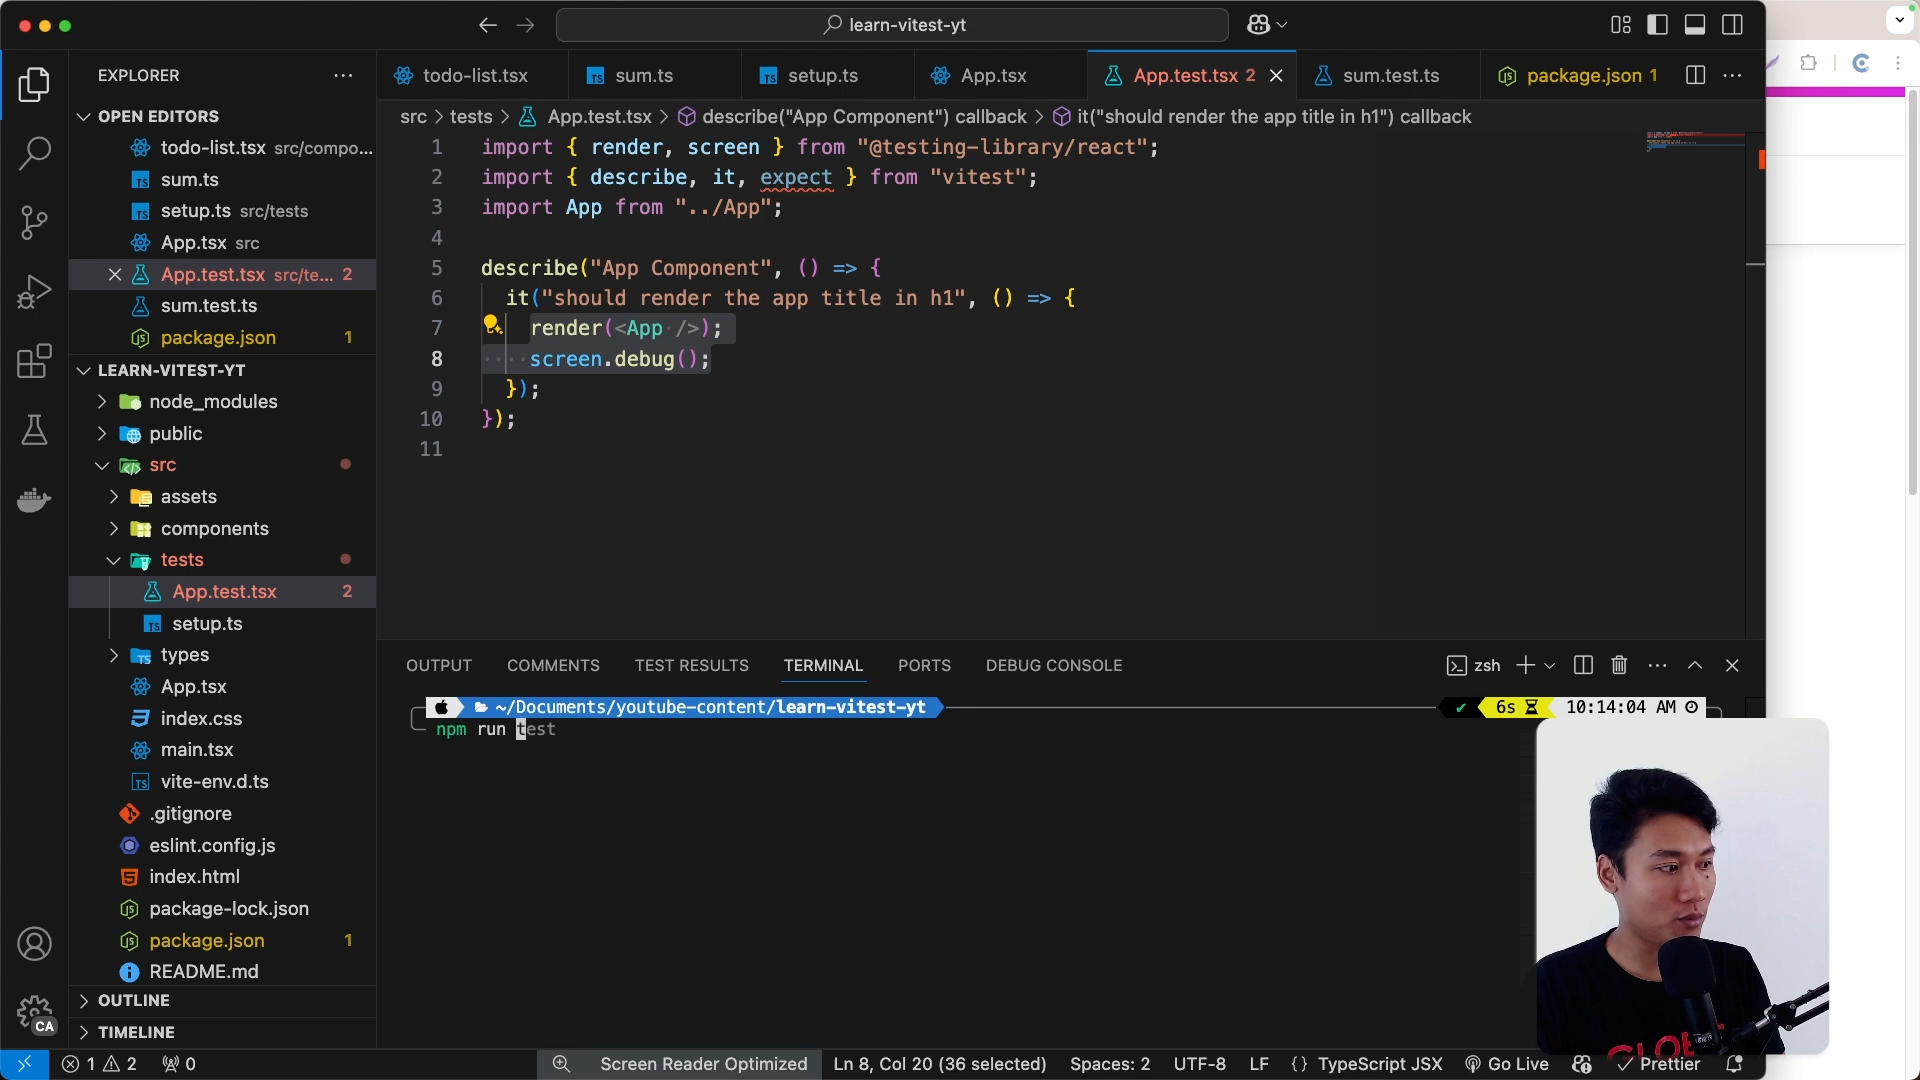 learn-vitest-yt
EXPLORER
todo-list.tsx
sum.ts
setup.ts
App.tsx
App.test.tsx 2
sum.test.ts
package.json 1
OPEN EDITORS
todo-list.tsx src/compo...
sum.ts
setup.ts src/tests
App.tsx src
App.test.tsx src/te... 2
sum.test.ts
package.json 1
LEARN-VITEST-YT
node_modules
public
src
assets
components
tests
App.test.tsx 2
setup.ts
types
App.tsx
index.css
main.tsx
vite-env.d.ts
.gitignore
eslint.config.js
index.html
package-lock.json
package.json 1
README.md
OUTLINE
TIMELINE
src > tests > App.test.tsx > describe("App Component") callback > it("should render the app title in h1") callback
1 import { render, screen } from "@testing-library/react";
2 import { describe, it, expect } from "vitest";
3 import App from "../App";
4
5 describe("App Component", () => {
6 it("should render the app title in h1", () => {
7 render(<App />);
8 screen.debug();
9 });
10 });
11
OUTPUT COMMENTS TEST RESULTS TERMINAL PORTS DEBUG CONSOLE
zsh
~/Documents/youtube-content/learn-vitest-yt
6s 10:14:04 AM
npm run test
CA
1 2 0
Screen Reader Optimized
Ln 8, Col 20 (36 selected)
Spaces: 2
UTF-8
LF
{} TypeScript JSX
Go Live
Prettier